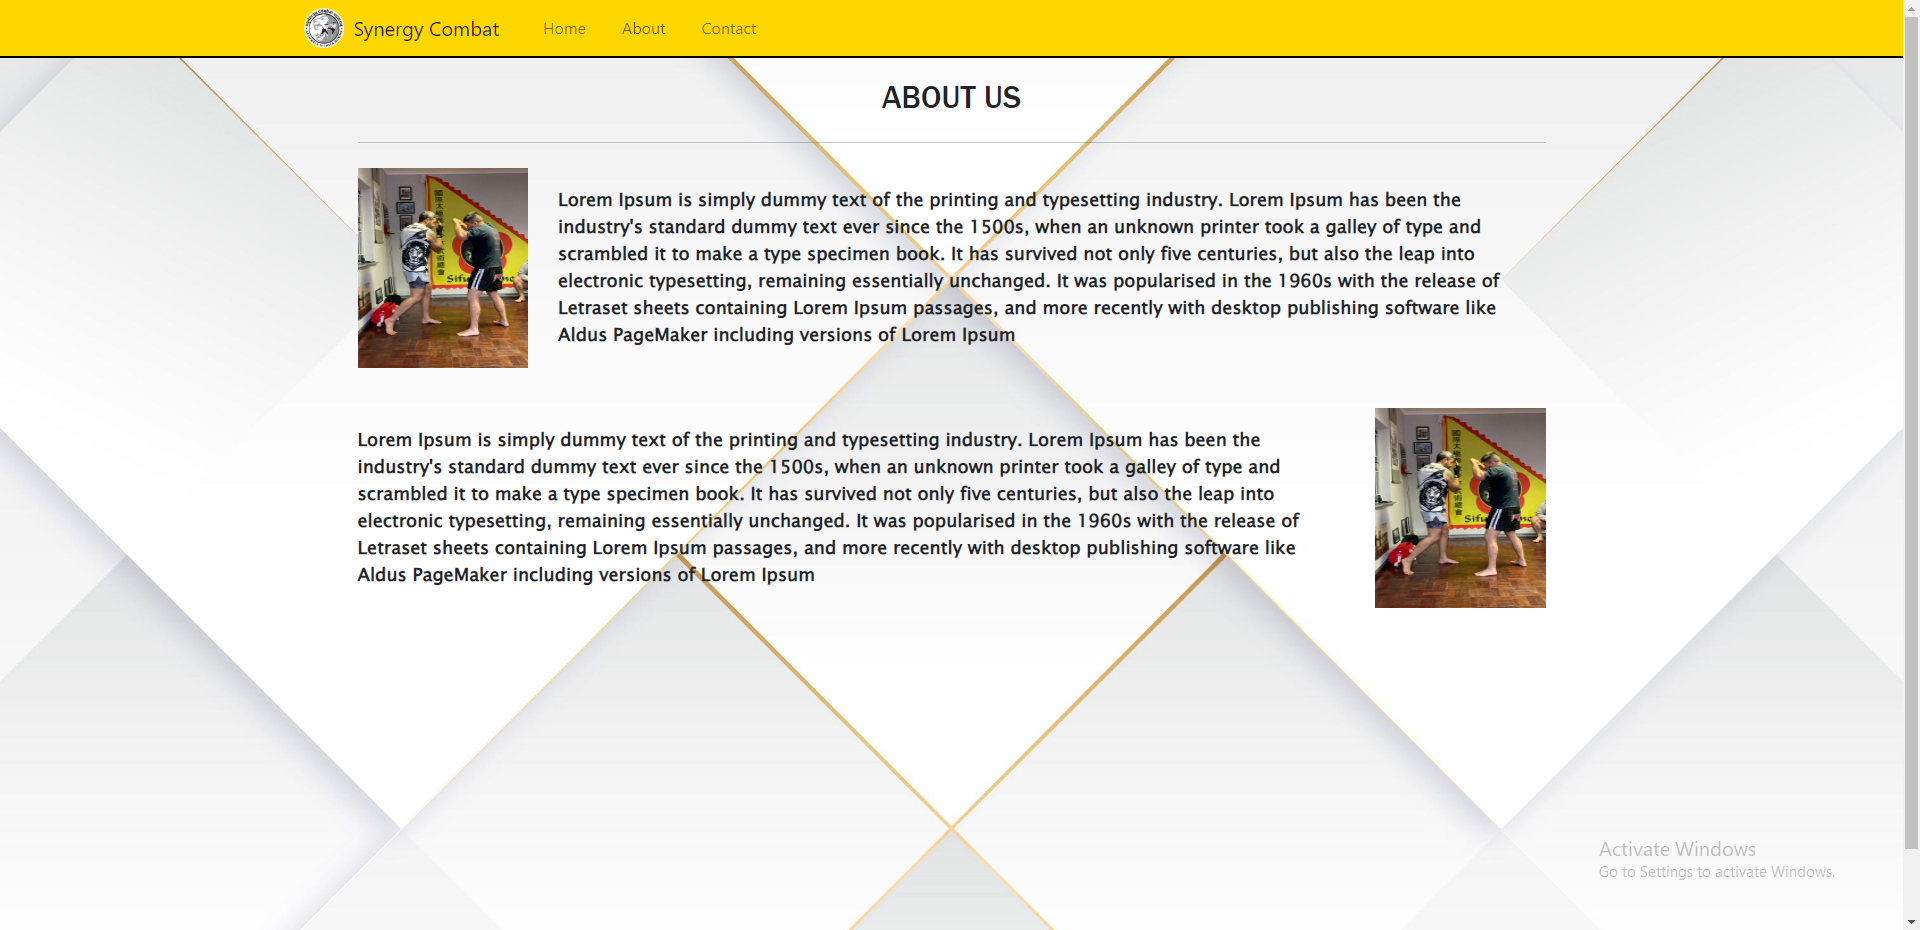 Synergy Combat Home About Contact
ABOUT US
Lorem Ipsum is simply dummy text of the printing and typesetting industry. Lorem Ipsum has been the
industry's standard dummy text ever since the 1500s, when an unknown printer took a galley of type and
scrambled it to make a type specimen book. It has survived not only five centuries, but also the leap into
electronic typesetting, remaining essentially unchanged. It was popularised in the 1960s with the release of
Letraset sheets containing Lorem Ipsum passages, and more recently with desktop publishing software like
Aldus PageMaker including versions of Lorem Ipsum
Lorem Ipsum is simply dummy text of the printing and typesetting industry. Lorem Ipsum has been the
industry's standard dummy text ever since the 1500s, when an unknown printer took a galley of type and
scrambled it to make a type specimen book. It has survived not only five centuries, but also the leap into
electronic typesetting, remaining essentially unchanged. It was popularised in the 1960s with the release of
Letraset sheets containing Lorem Ipsum passages, and more recently with desktop publishing software like
Aldus PageMaker including versions of Lorem Ipsum
Activate Windows
Go to Settings to activate Windows.